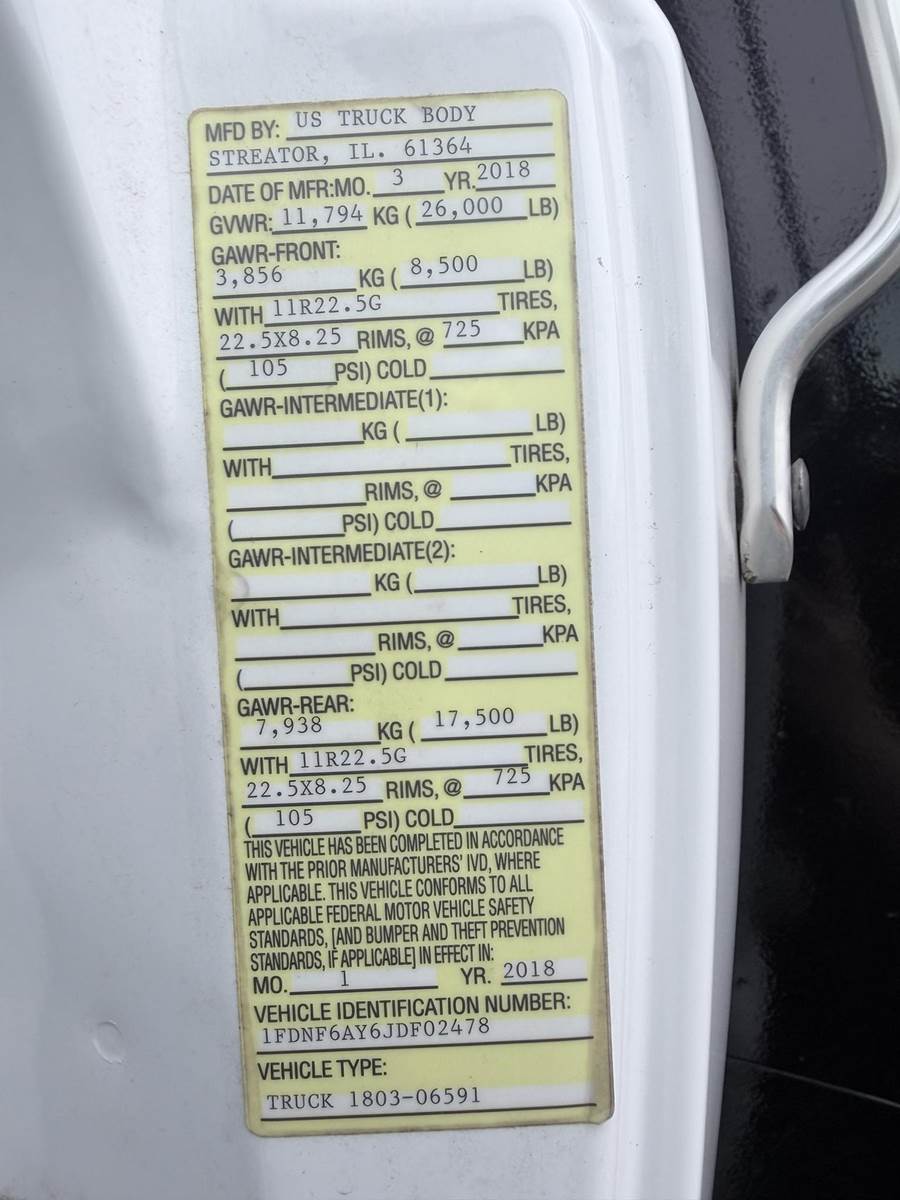 MFD BY: US TRUCK BODY
STREATOR, IL. 61364
DATE OF MFR:MO. 3 YR. 2018
GVWR: 11,794 KG ( 26,000 LB)
GAWR-FRONT:
3,856 KG ( 8,500 LB)
WITH 11R22.5G TIRES,
22.5X8.25 RIMS, @ 725 KPA
( 105 PSI) COLD
GAWR-INTERMEDIATE(1):
KG ( LB)
WITH TIRES,
RIMS, @ KPA
( PSI) COLD
GAWR-INTERMEDIATE(2):
KG ( LB)
WITH TIRES,
RIMS, @ KPA
( PSI) COLD
GAWR-REAR:
7,938 KG ( 17,500 LB)
WITH 11R22.5G TIRES,
22.5X8.25 RIMS, @ 725 KPA
( 105 PSI) COLD
THIS VEHICLE HAS BEEN COMPLETED IN ACCORDANCE
WITH THE PRIOR MANUFACTURERS' IVD, WHERE
APPLICABLE. THIS VEHICLE CONFORMS TO ALL
APPLICABLE FEDERAL MOTOR VEHICLE SAFETY
STANDARDS, [AND BUMPER AND THEFT PREVENTION
STANDARDS, IF APPLICABLE] IN EFFECT IN:
MO. 1 YR. 2018
VEHICLE IDENTIFICATION NUMBER:
1FDNF6AY6JDF02478
VEHICLE TYPE:
TRUCK 1803-06591